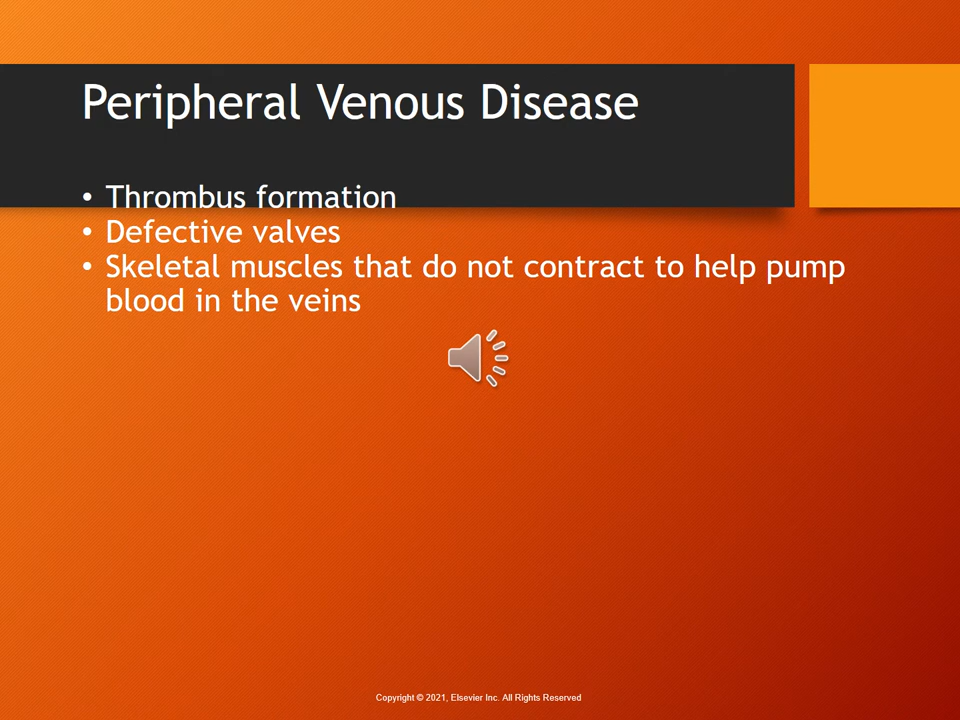 Peripheral Venous Disease
• Thrombus formation
• Defective valves
• Skeletal muscles that do not contract to help pump
blood in the veins
Copyright © 2021, Elsevier Inc. All Rights Reserved